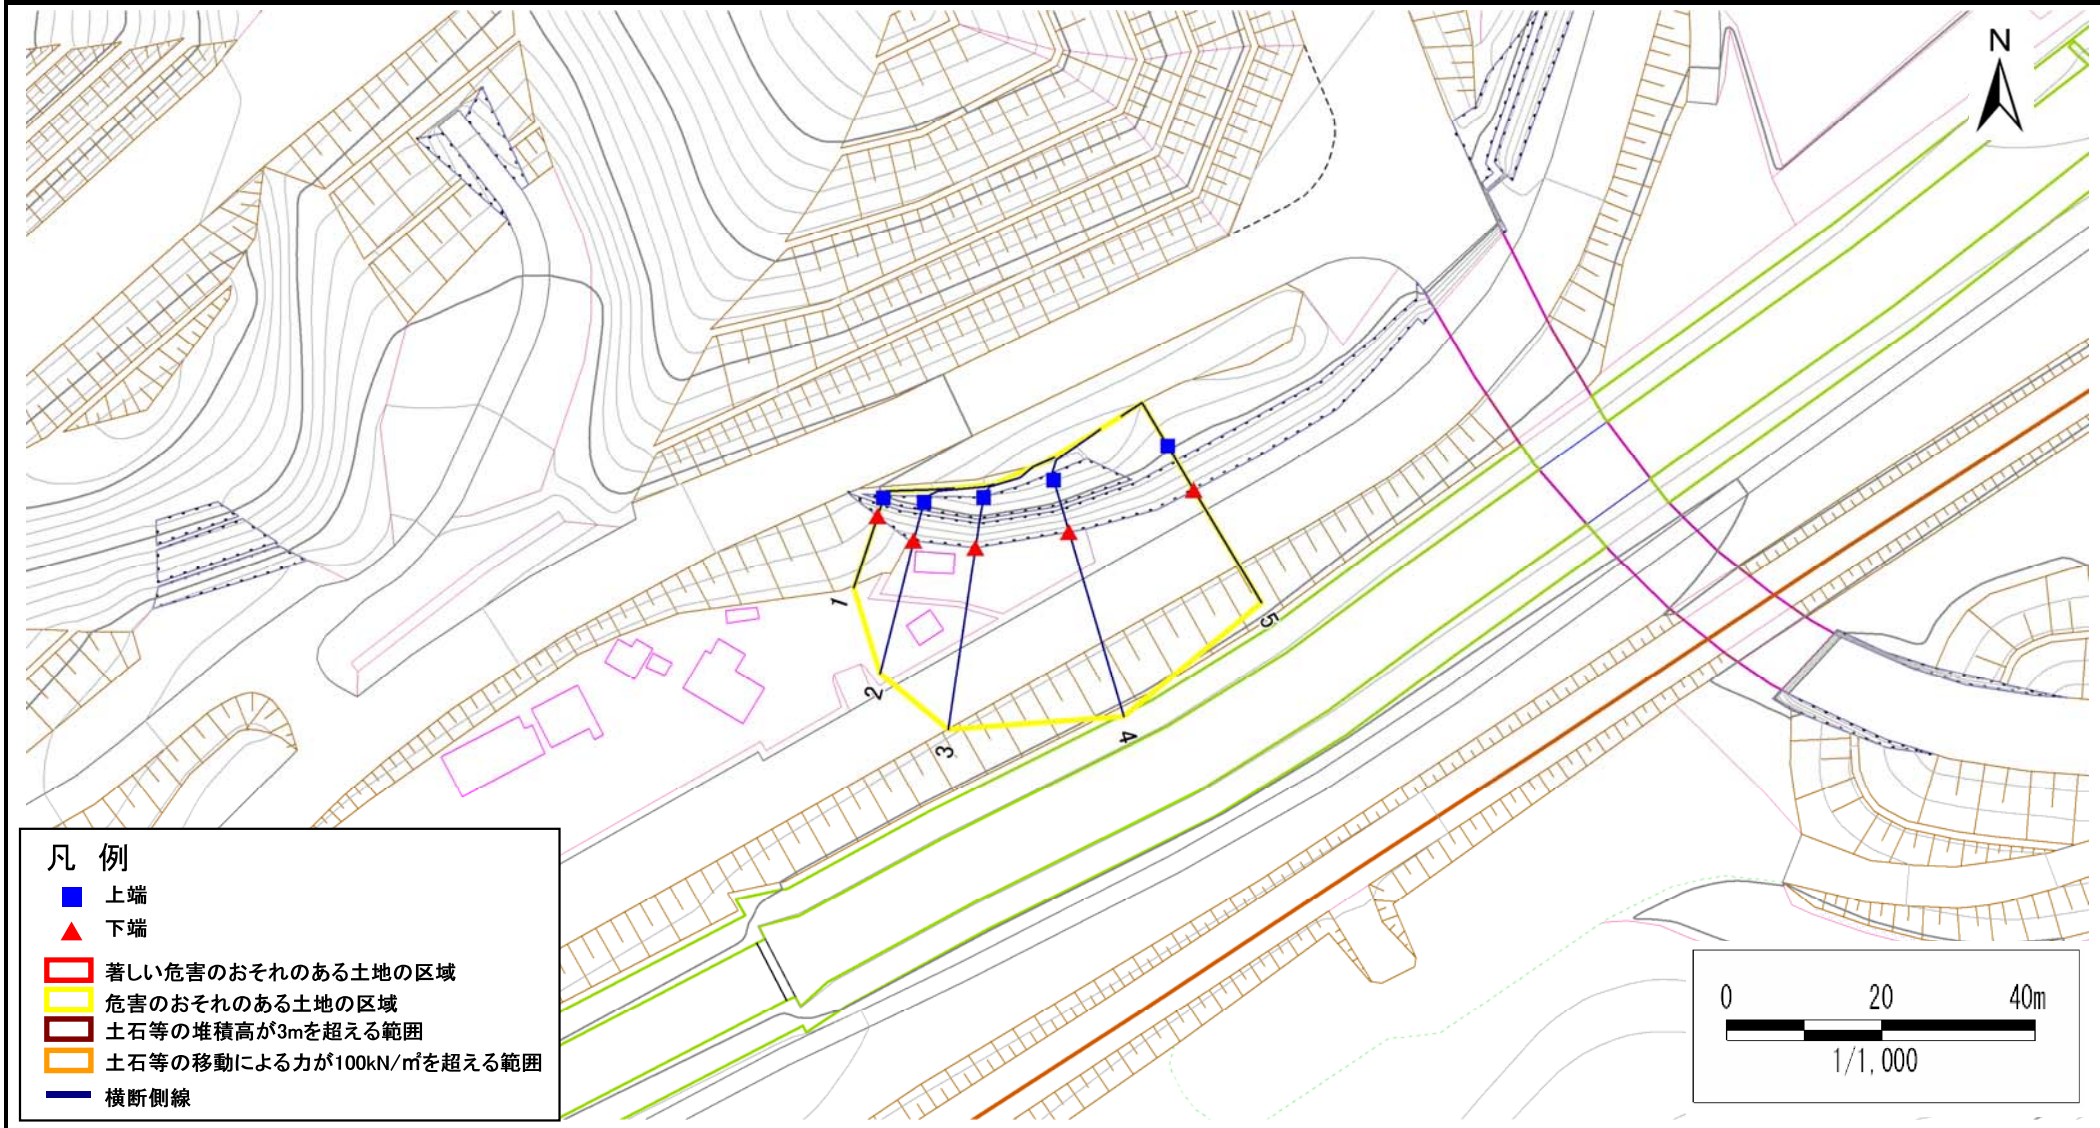 N
1
2
3
4
5
凡 例
上端
下端
著しい危害のおそれのある土地の区域
危害のおそれのある土地の区域
土石等の堆積高が3mを超える範囲
土石等の移動による力が100kN/㎡を超える範囲
横断側線
0 20 40m
1/1,000